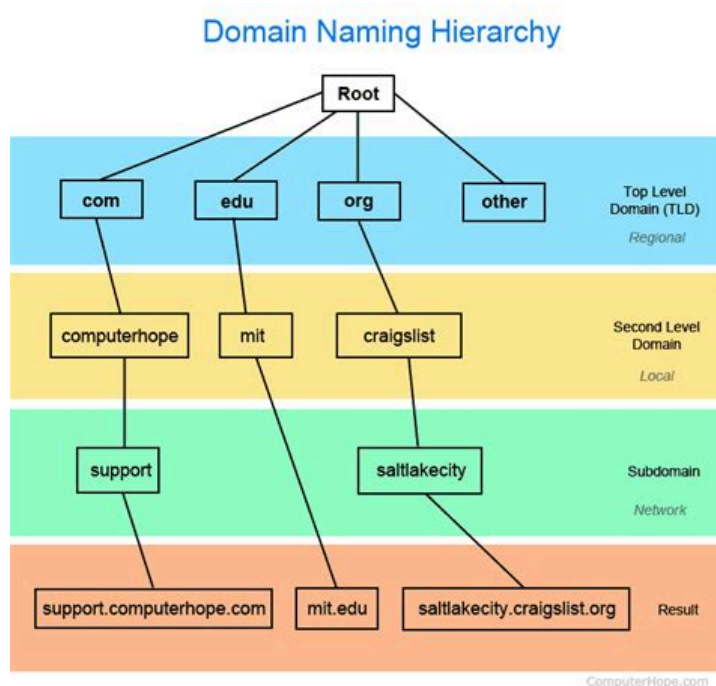 Domain Naming Hierarchy
Root
com
edu
org
other
Top Level
Domain (TLD)
Regional
computerhope
mit
craigslist
Second Level
Domain
Local
support
saltlakecity
Subdomain
Network
support.computerhope.com
mit.edu
saltlakecity.craigslist.org
Result
ComputerHope.com